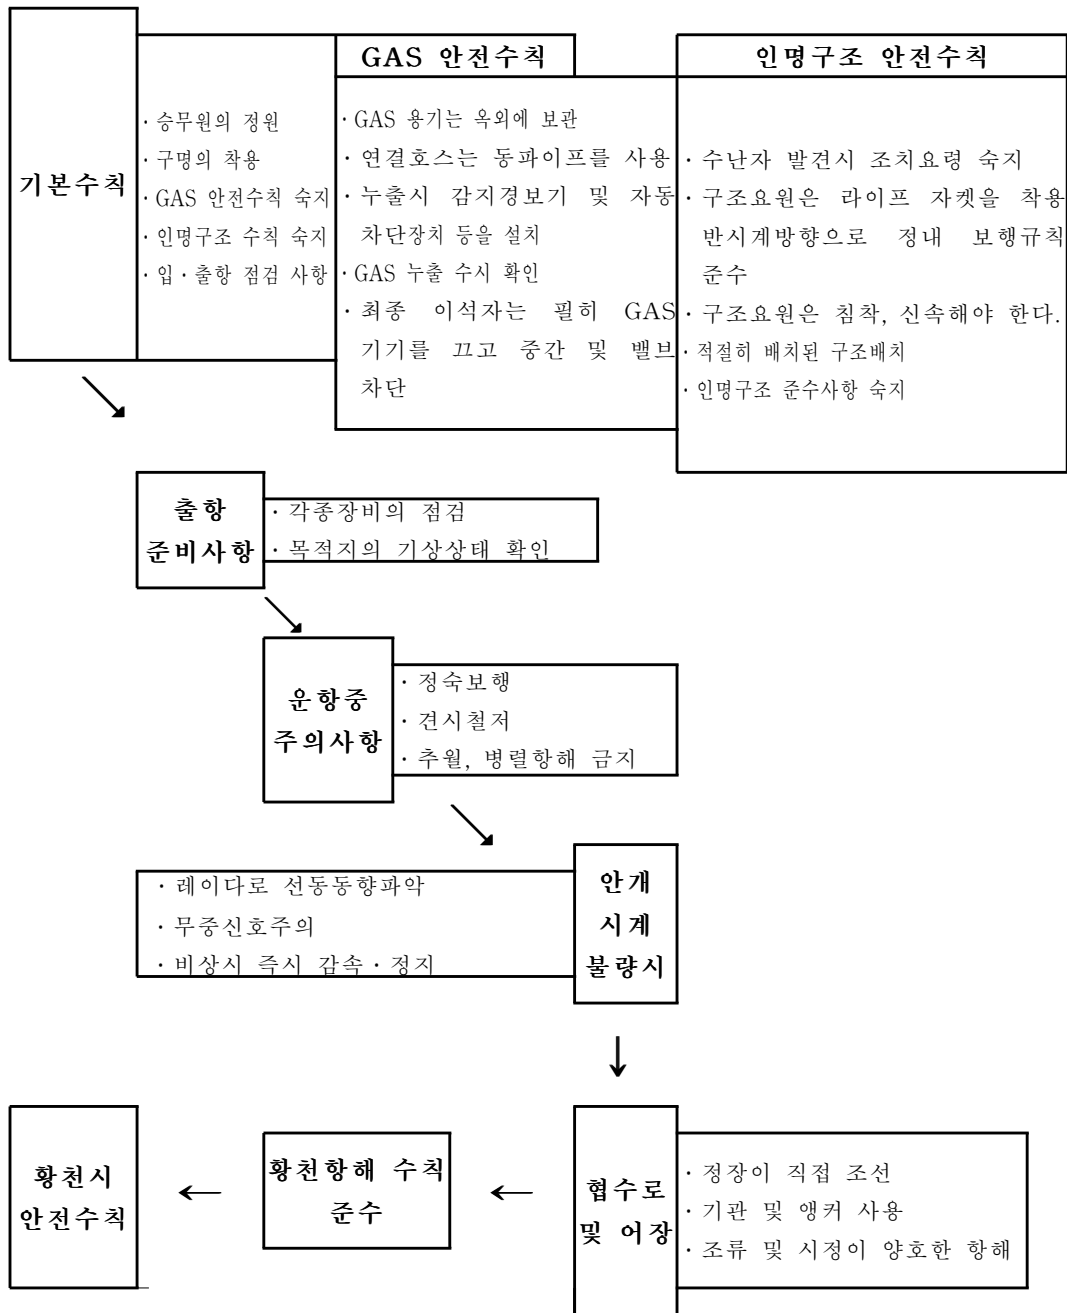 기본수칙
· 승무원의 정원
· 구명의 착용
· GAS 안전수칙 숙지
· 인명구조 수칙 숙지
· 입·출항 점검 사항
GAS 안전수칙
· GAS 용기는 옥외에 보관
· 연결호스는 동파이프를 사용
· 누출시 감지경보기 및 자동
차단장치 등을 설치
· GAS 누출 수시 확인
· 최종 이석자는 필히 GAS
기기를 끄고 중간 및 밸브
차단
인명구조 안전수칙
· 수난자 발견시 조치요령 숙지
· 구조요원은 라이프 자켓을 착용
반시계방향으로 정내 보행규칙
준수
· 구조요원은 침착, 신속해야 한다.
· 적절히 배치된 구조배치
· 인명구조 준수사항 숙지
출항
준비사항
· 각종장비의 점검
· 목적지의 기상상태 확인
운항중
주의사항
· 정숙보행
· 견시철저
· 추월, 병렬항해 금지
· 레이다로 선동동향파악
· 무중신호주의
· 비상시 즉시 감속·정지
안개
시계
불량시
협수로
및 어장
· 정장이 직접 조선
· 기관 및 앵커 사용
· 조류 및 시정이 양호한 항해
황천항해 수칙
준수
황천시
안전수칙